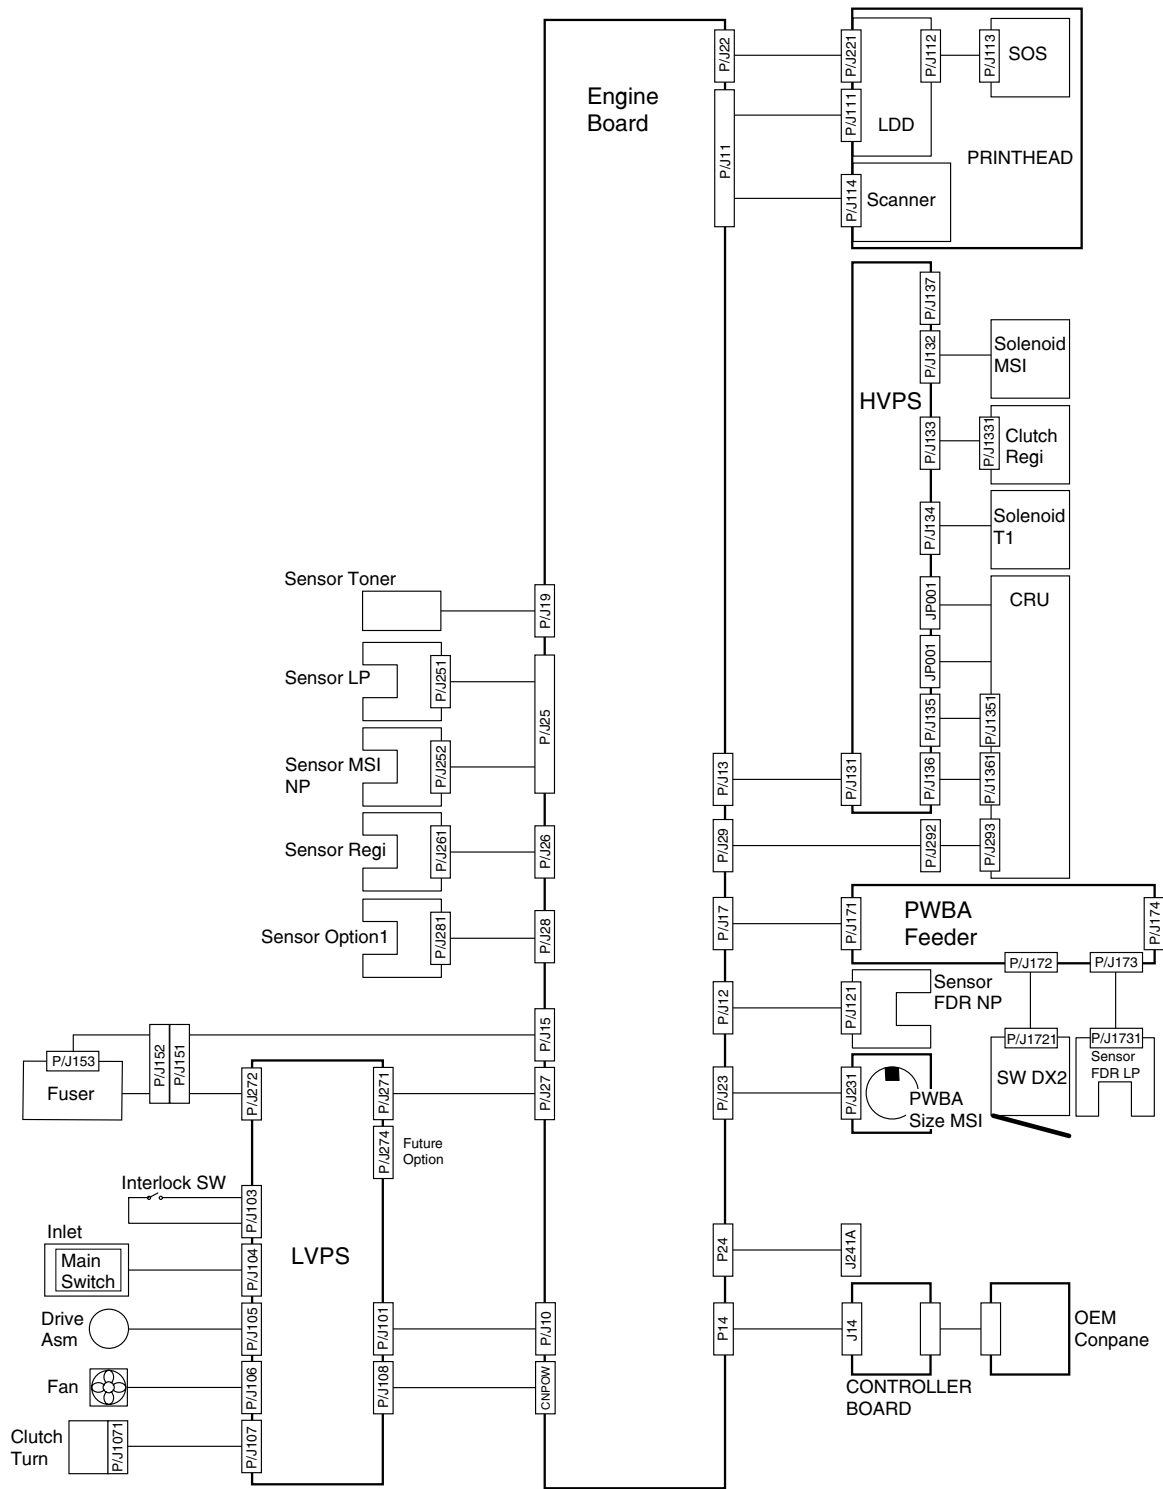 Engine
Board
P/J22
P/J221
P/J112
P/J113
SOS
P/J11
P/J111
LDD
PRINTHEAD
P/J114
Scanner
HVPS
P/J137
P/J132
Solenoid
MSI
P/J133
P/J1331
Clutch
Regi
P/J134
Solenoid
T1
JP001
CRU
JP001
P/J135
P/J1351
P/J13
P/J131
P/J136
P/J1361
P/J29
P/J292
P/J293
Sensor Toner
P/J19
Sensor LP
P/J251
P/J25
Sensor MSI
NP
P/J252
Sensor Regi
P/J261
P/J26
Sensor Option1
P/J281
P/J28
P/J17
P/J171
PWBA
Feeder
P/J174
P/J172
P/J173
P/J12
P/J121
Sensor
FDR NP
P/J1721
SW DX2
P/J1731
Sensor
FDR LP
P/J23
P/J231
PWBA
Size MSI
P/J15
P/J153
P/J152
P/J151
Fuser
P/J272
P/J271
P/J27
P/J274
Future
Option
Interlock SW
P/J103
Inlet
Main
Switch
P/J104
LVPS
Drive
Asm
P/J105
P/J101
P/J10
Fan
P/J106
P/J108
CNPOW
Clutch
Turn
P/J1071
P/J107
P24
J241A
P14
J14
OEM
Conpane
CONTROLLER
BOARD